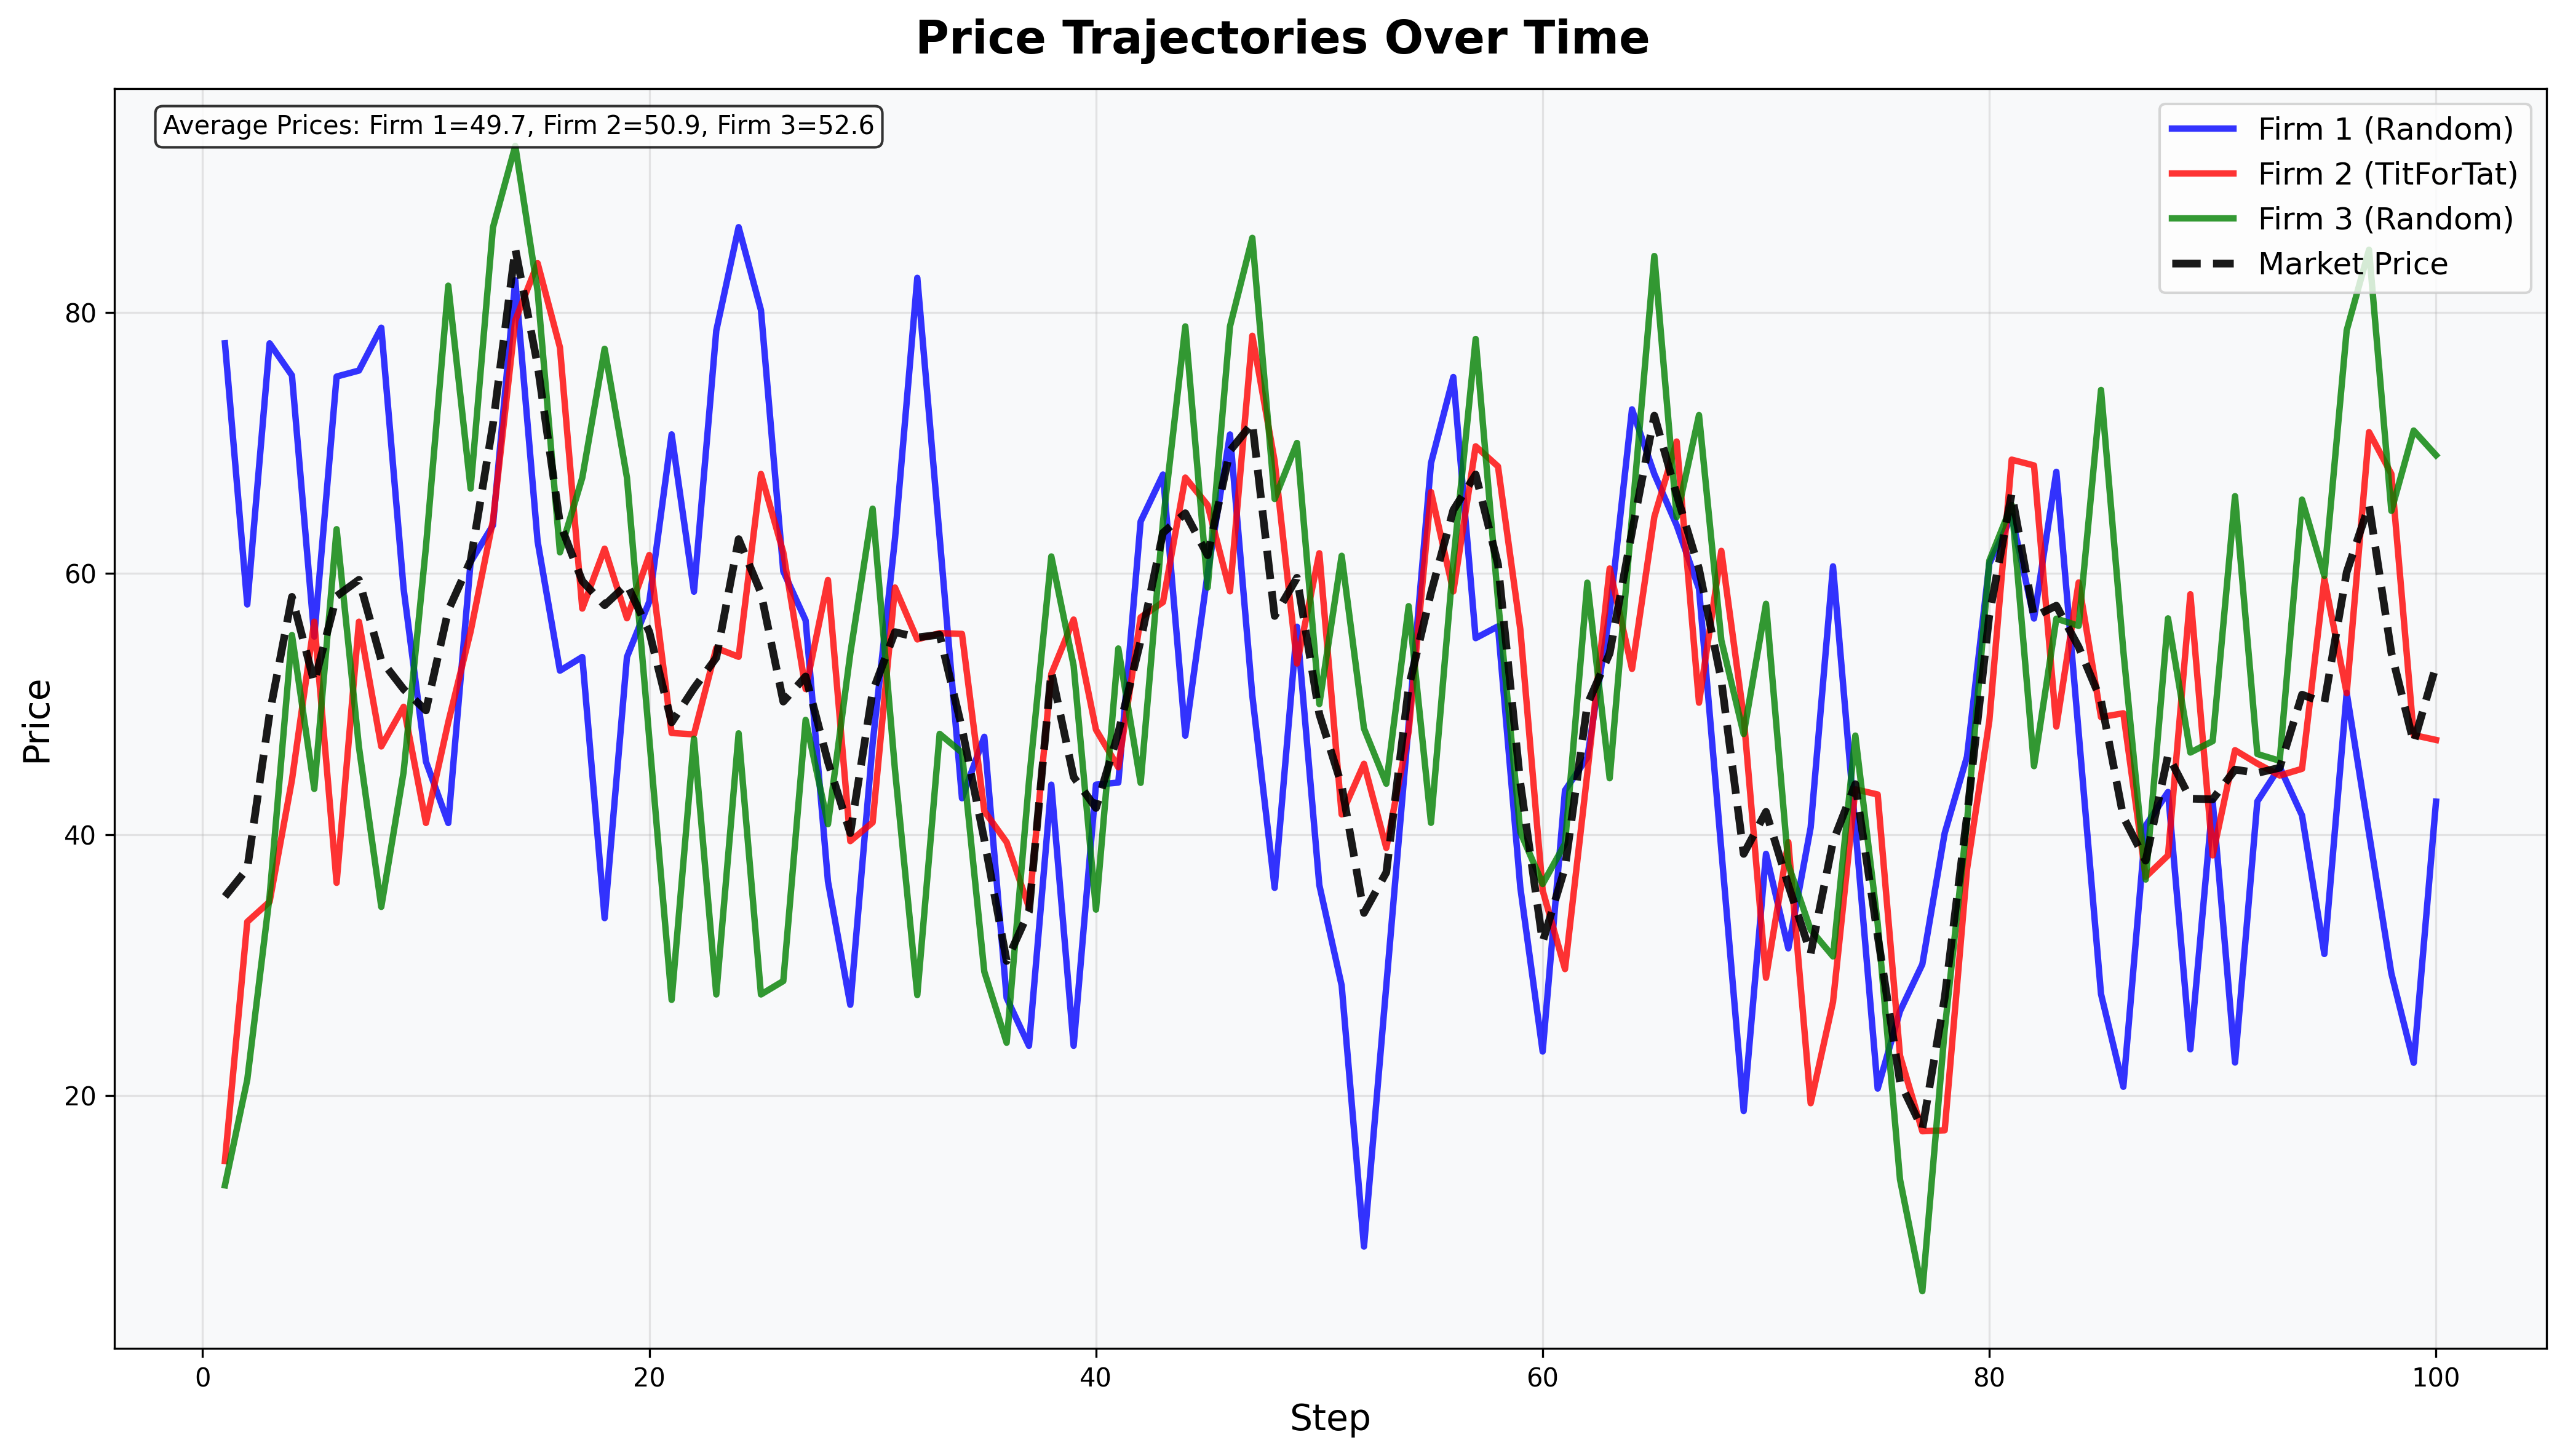 Price Trajectories Over Time
Average Prices: Firm 1=49.7, Firm 2=50.9, Firm 3=52.6
Firm 1 (Random)
Firm 2 (TitForTat)
Firm 3 (Random)
Market Price
Price
80
60
40
20
0
20
40
60
80
100
Step